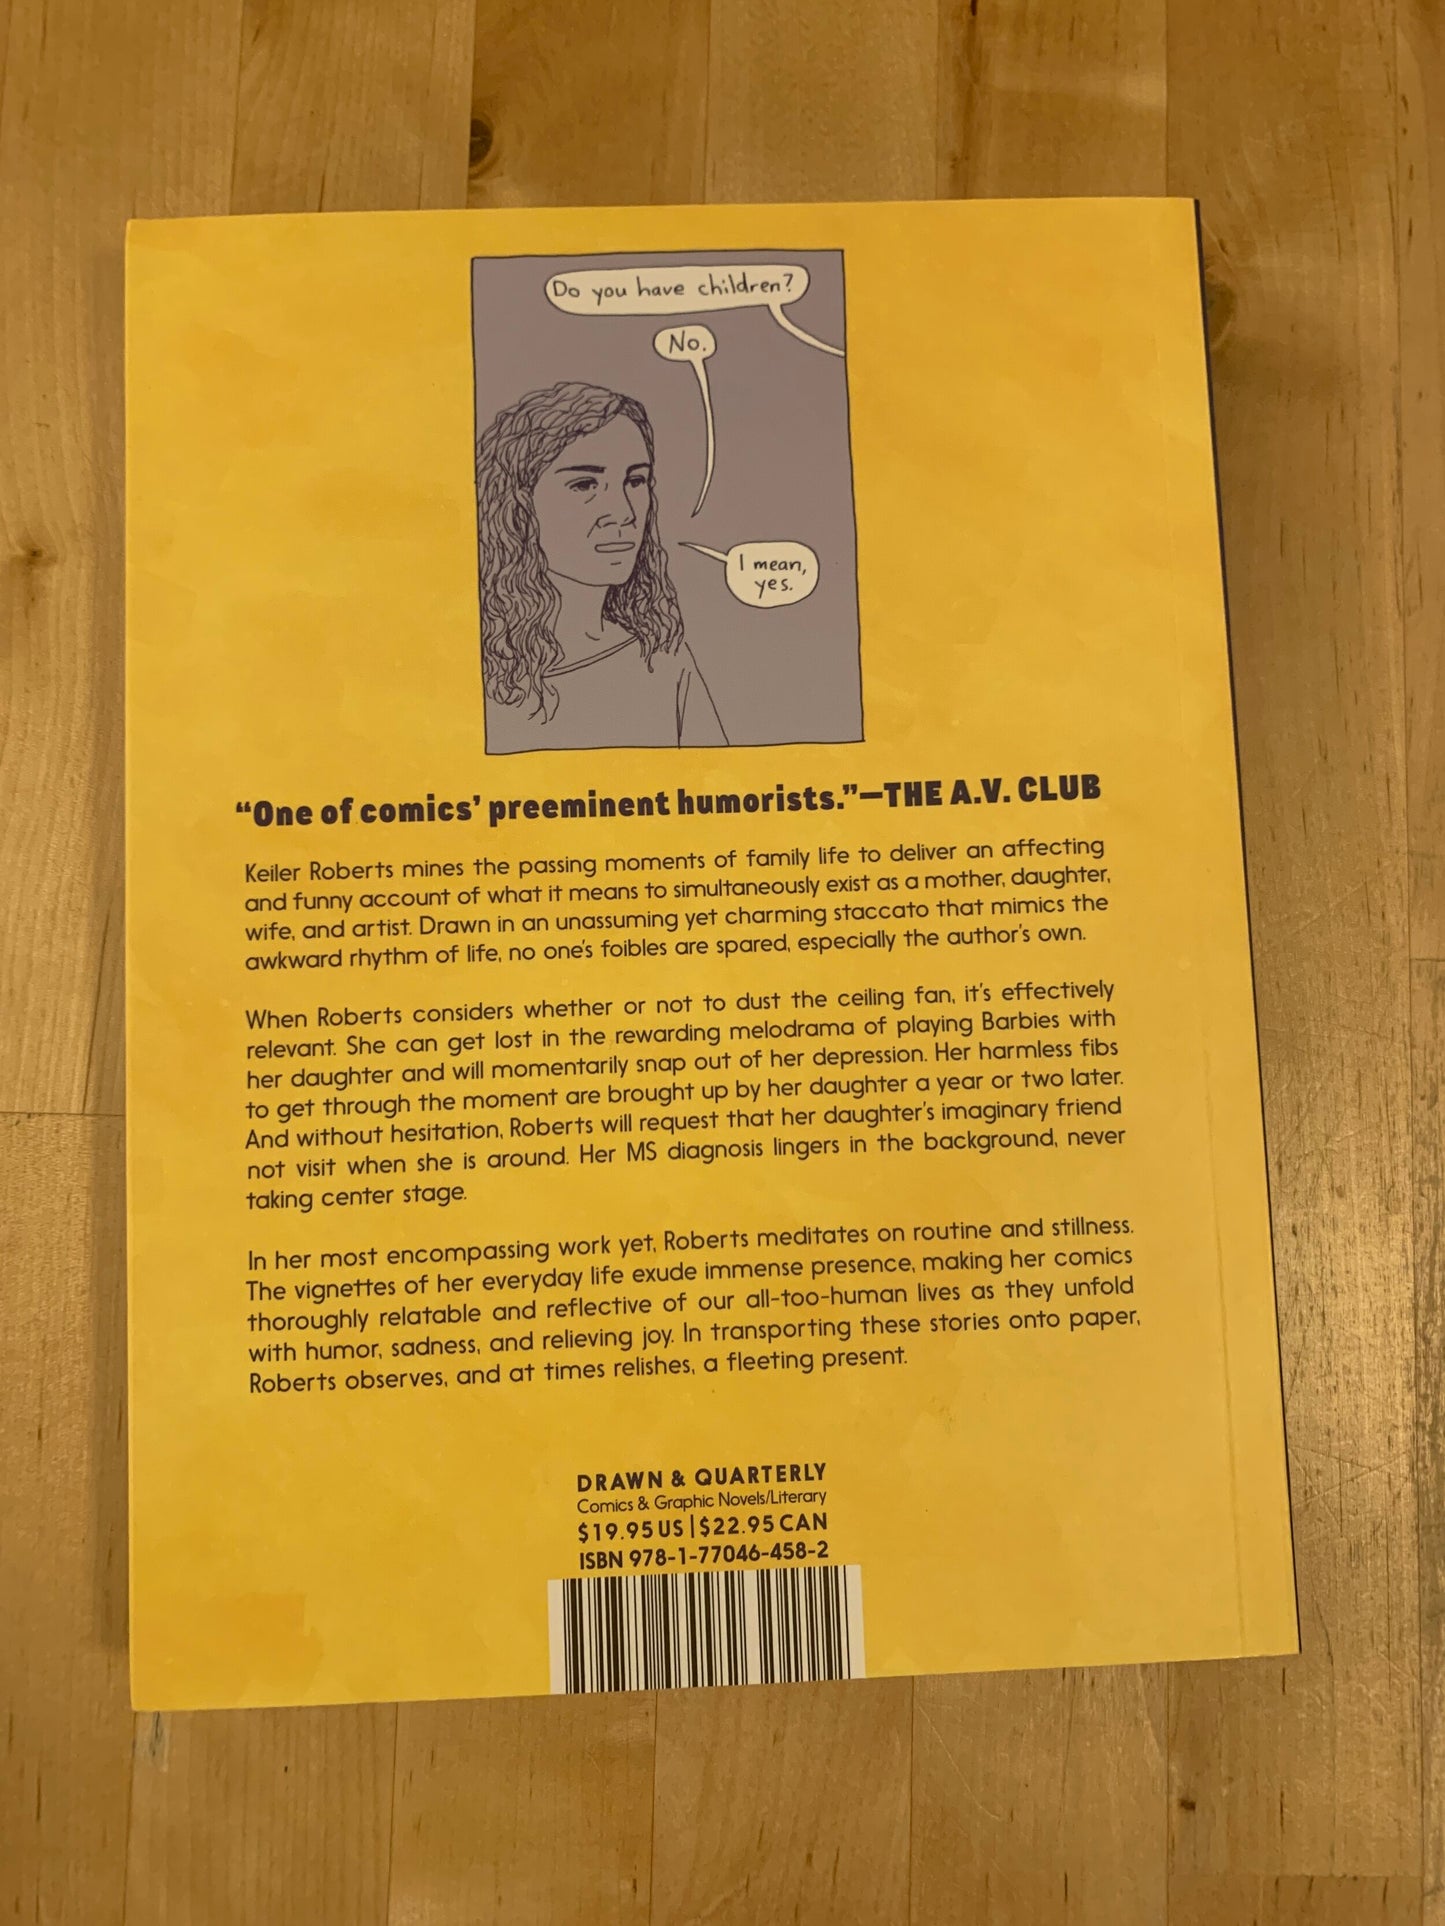 Do you have children?
No.
I mean,
yes.
“One of comics’ preeminent humorists.”—THE A.V. CLUB
Keiler Roberts mines the passing moments of family life to deliver an affecting
and funny account of what it means to simultaneously exist as a mother, daughter,
wife, and artist. Drawn in an unassuming yet charming staccato that mimics the
awkward rhythm of life, no one’s foibles are spared, especially the author’s own.
When Roberts considers whether or not to dust the ceiling fan, it’s effectively
relevant. She can get lost in the rewarding melodrama of playing Barbies with
her daughter and will momentarily snap out of her depression. Her harmless fibs
to get through the moment are brought up by her daughter a year or two later.
And without hesitation, Roberts will request that her daughter’s imaginary friend
not visit when she is around. Her MS diagnosis lingers in the background, never
taking center stage.
In her most encompassing work yet, Roberts meditates on routine and stillness.
The vignettes of her everyday life exude immense presence, making her comics
thoroughly relatable and reflective of our all-too-human lives as they unfold
with humor, sadness, and relieving joy. In transporting these stories onto paper,
Roberts observes, and at times relishes, a fleeting present.
DRAWN & QUARTERLY
Comics & Graphic Novels/Literary
$19.95 US | $22.95 CAN
ISBN 978-1-77046-458-2